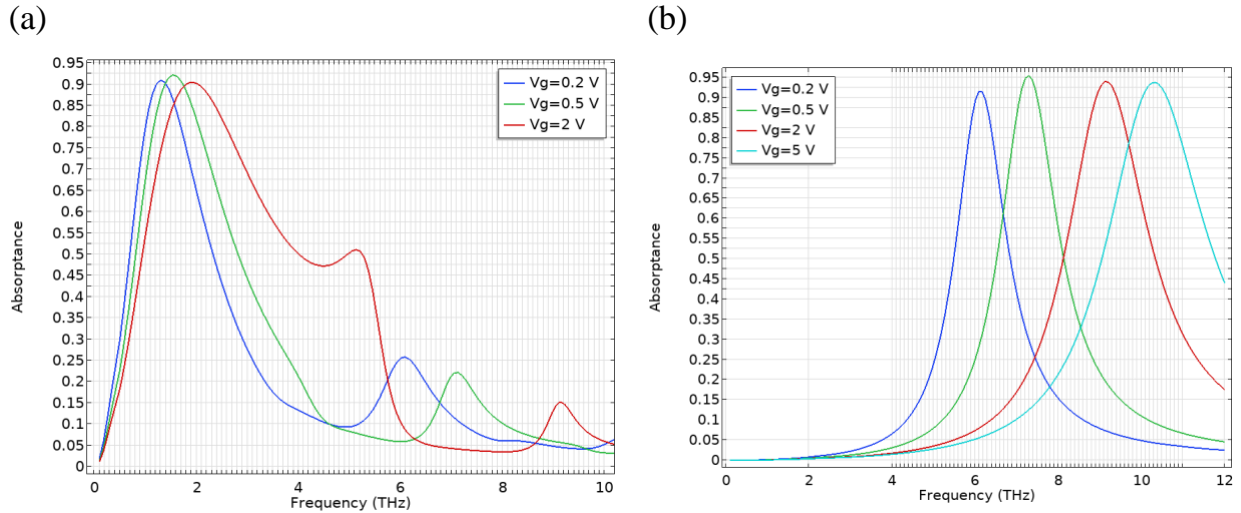 (a)
0.95
0.9
0.85
0.8
0.75
0.7
0.65
0.6
0.55
0.5
0.45
0.4
0.35
0.3
0.25
0.2
0.15
0.1
0.05
0
Absorptance
Vg=0.2 V
Vg=0.5 V
Vg=2 V
0 2 4 6 8 10
Frequency (THz)
(b)
0.95
0.9
0.85
0.8
0.75
0.7
0.65
0.6
0.55
0.5
0.45
0.4
0.35
0.3
0.25
0.2
0.15
0.1
0.05
0
Absorptance
Vg=0.2 V
Vg=0.5 V
Vg=2 V
Vg=5 V
0 2 4 6 8 10 12
Frequency (THz)